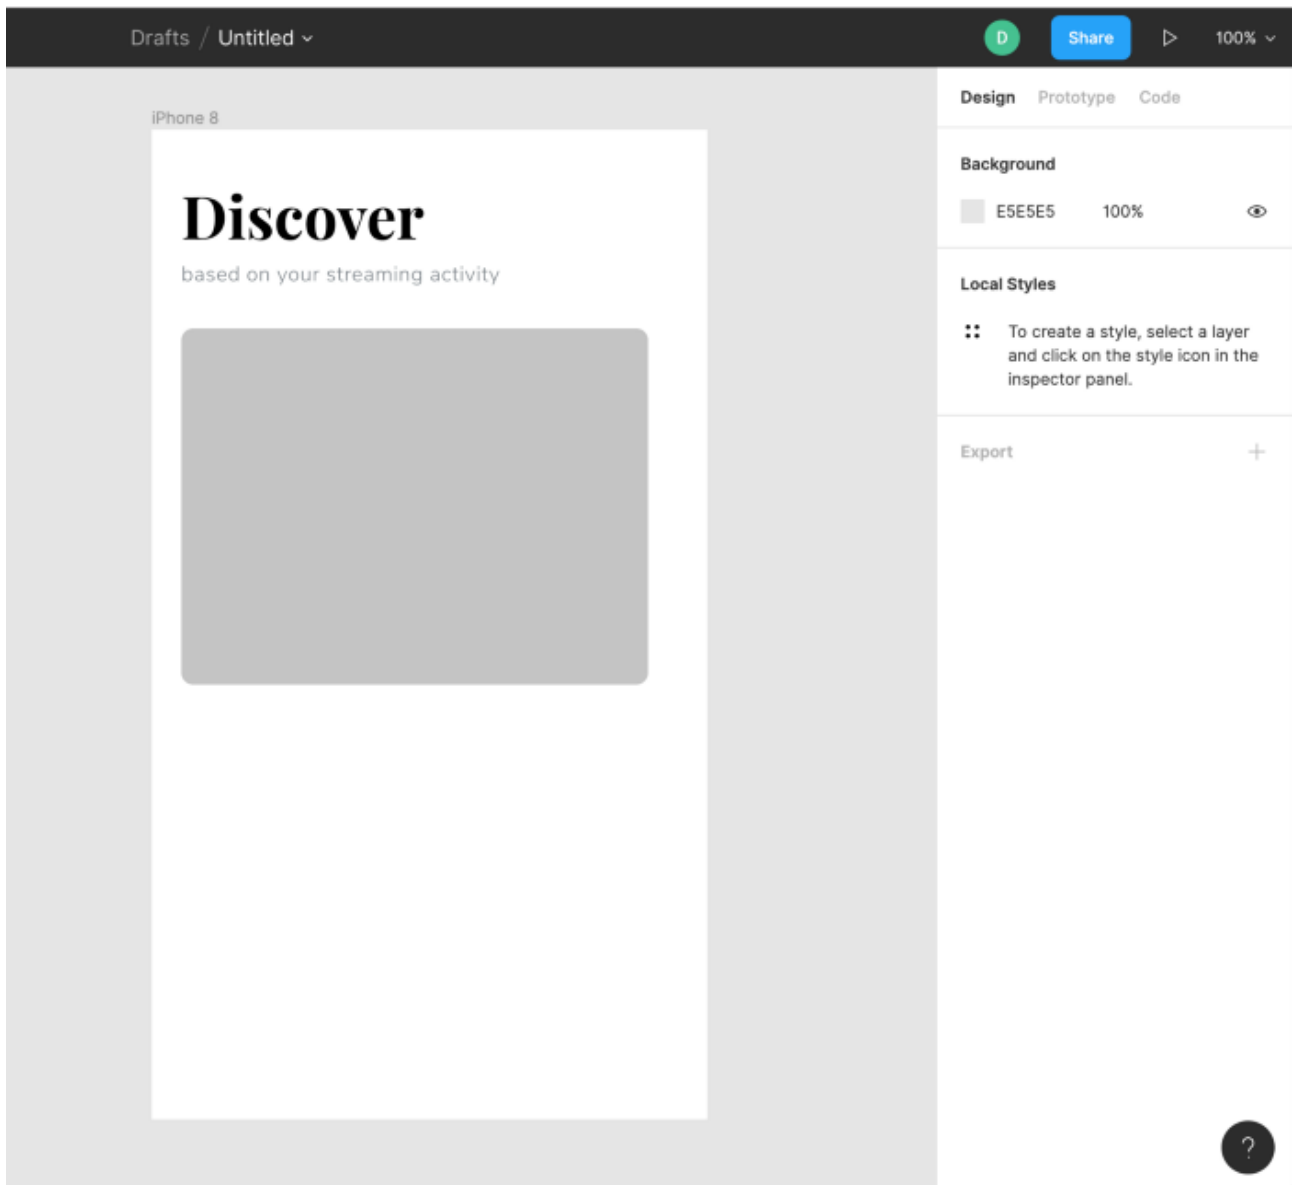 Drafts / Untitled
D
Share
100%
Design Prototype Code
iPhone 8
Discover
based on your streaming activity
Background
E5E5E5 100%
Local Styles
To create a style, select a layer
and click on the style icon in the
inspector panel.
Export
?